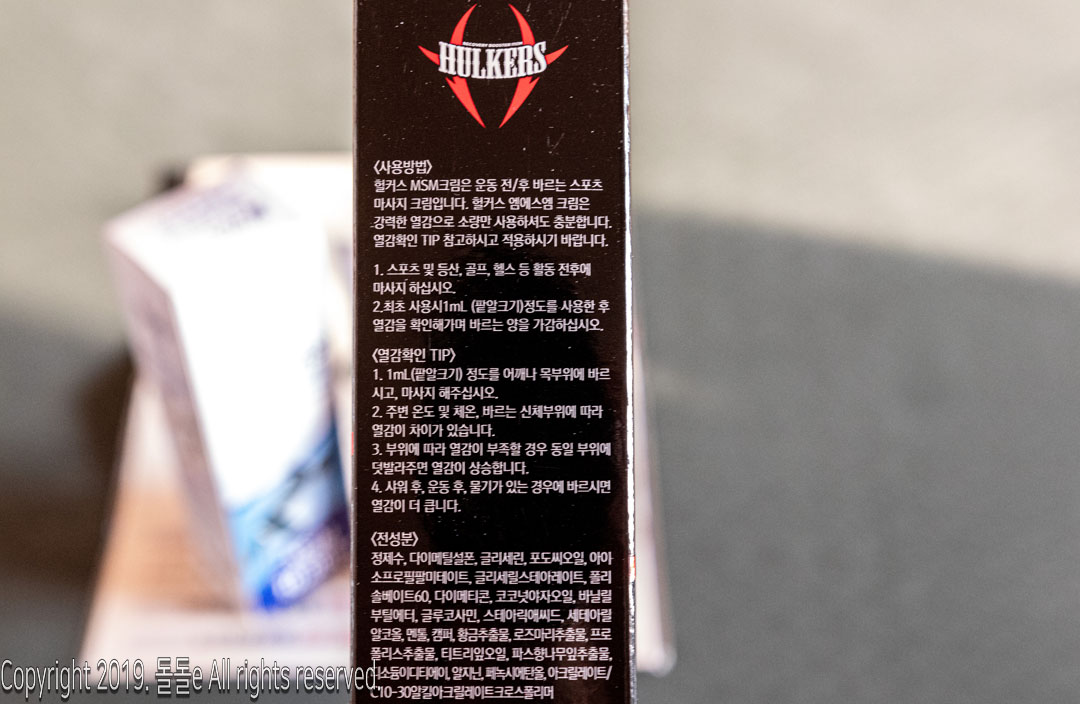 RECOVERY BOOSTER ITEM
HULKERS
<사용방법>
헐커스 MSM크림은 운동 전/후 바르는 스포츠
마사지 크림입니다. 헐커스 엠에스엠 크림은
강력한 열감으로 소량만 사용하셔도 충분합니다.
열감확인 TIP 참고하시고 적용하시기 바랍니다.
1. 스포츠 및 등산, 골프, 헬스 등 활동 전후에
마사지 하십시오.
2.최초 사용시1mL (팥알크기)정도를 사용한 후
열감을 확인해가며 바르는 양을 가감하십시오.
<열감확인 TIP>
1. 1mL(팥알크기) 정도를 어깨나 목부위에 바르
시고, 마사지 해주십시오.
2. 주변 온도 및 체온, 바르는 신체부위에 따라
열감이 차이가 있습니다.
3. 부위에 따라 열감이 부족할 경우 동일 부위에
덧발라주면 열감이 상승합니다.
4. 샤워 후, 운동 후, 물기가 있는 경우에 바르시면
열감이 더 큽니다.
<전성분>
정제수, 다이메틸설폰, 글리세린, 포도씨오일, 아이
소프로필팔미테이트, 글리세릴스테아레이트, 폴리
솔베이트60, 다이메티콘, 코코넛야자오일, 바닐릴
부틸에터, 글루코사민, 스테아릭애씨드, 세테아릴
알코올, 멘톨, 캠퍼, 황금추출물, 로즈마리추출물, 프로
폴리스추출물, 티트리잎오일, 파스향나무잎추출물,
디소듐이디티에이, 알지닌, 페녹시에탄올, 아크릴레이트/
C10-30알킬아크릴레이트크로스폴리머
Copyright 2019. 돌돌e All rights reserved.